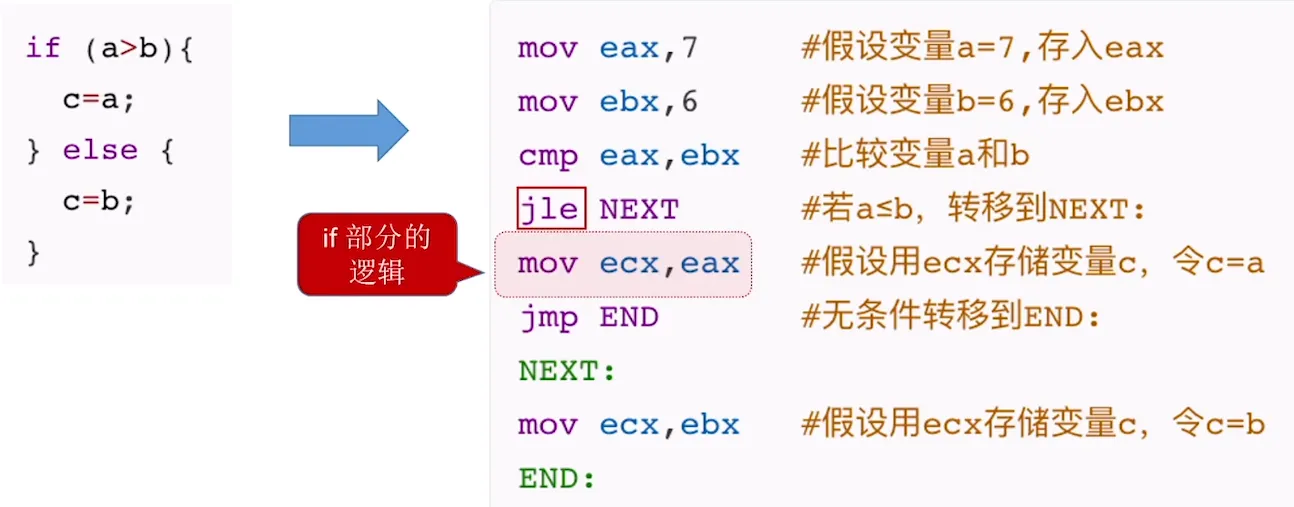 if (a>b){
  c=a;
} else {
  c=b;
}
if 部分的
逻辑
mov eax,7 #假设变量a=7,存入eax
mov ebx,6 #假设变量b=6,存入ebx
cmp eax,ebx #比较变量a和b
jle NEXT #若a≤b，转移到NEXT:
mov ecx,eax #假设用ecx存储变量c，令c=a
jmp END #无条件转移到END:
NEXT:
mov ecx,ebx #假设用ecx存储变量c，令c=b
END: